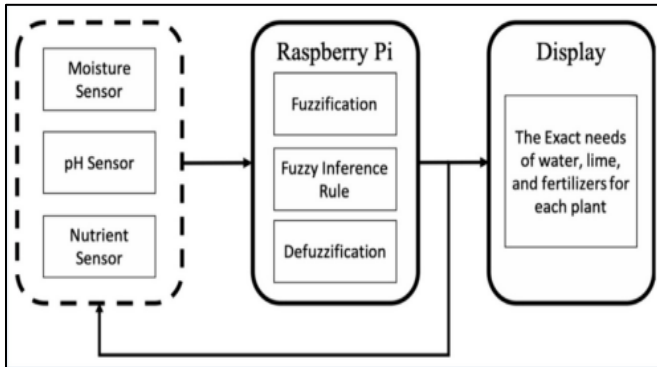 Moisture
Sensor
pH Sensor
Nutrient
Sensor
Raspberry Pi
Fuzzification
Fuzzy Inference
Rule
Defuzzification
Display
The Exact needs
of water, lime,
and fertilizers for
each plant